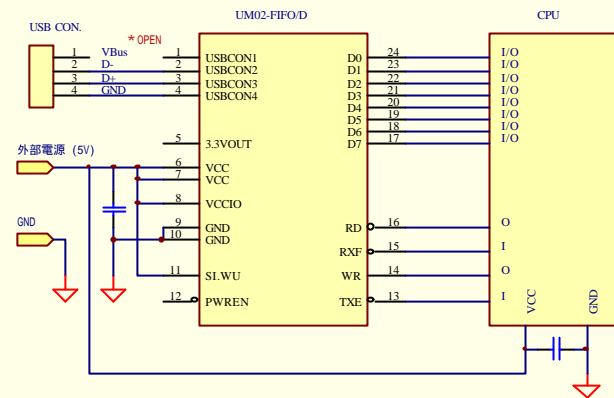 UM02-FIFO/D
CPU
USB CON.
*OPEN
1 VBus 1 USBCON1
2 D- 2 USBCON2
3 D+ 3 USBCON3
4 GND 4 USBCON4
5 3.3VOUT
外部電源 (5V)
6 VCC
7 VCC
8 VCCIO
GND
9 GND
10 GND
11 SI.WU
12 PWREN
D0 24 I/O
D1 23 I/O
D2 22 I/O
D3 21 I/O
D4 20 I/O
D5 19 I/O
D6 18 I/O
D7 17 I/O
RD 16 O
RXF 15 I
WR 14 O
TXE 13 I
VCC
GND